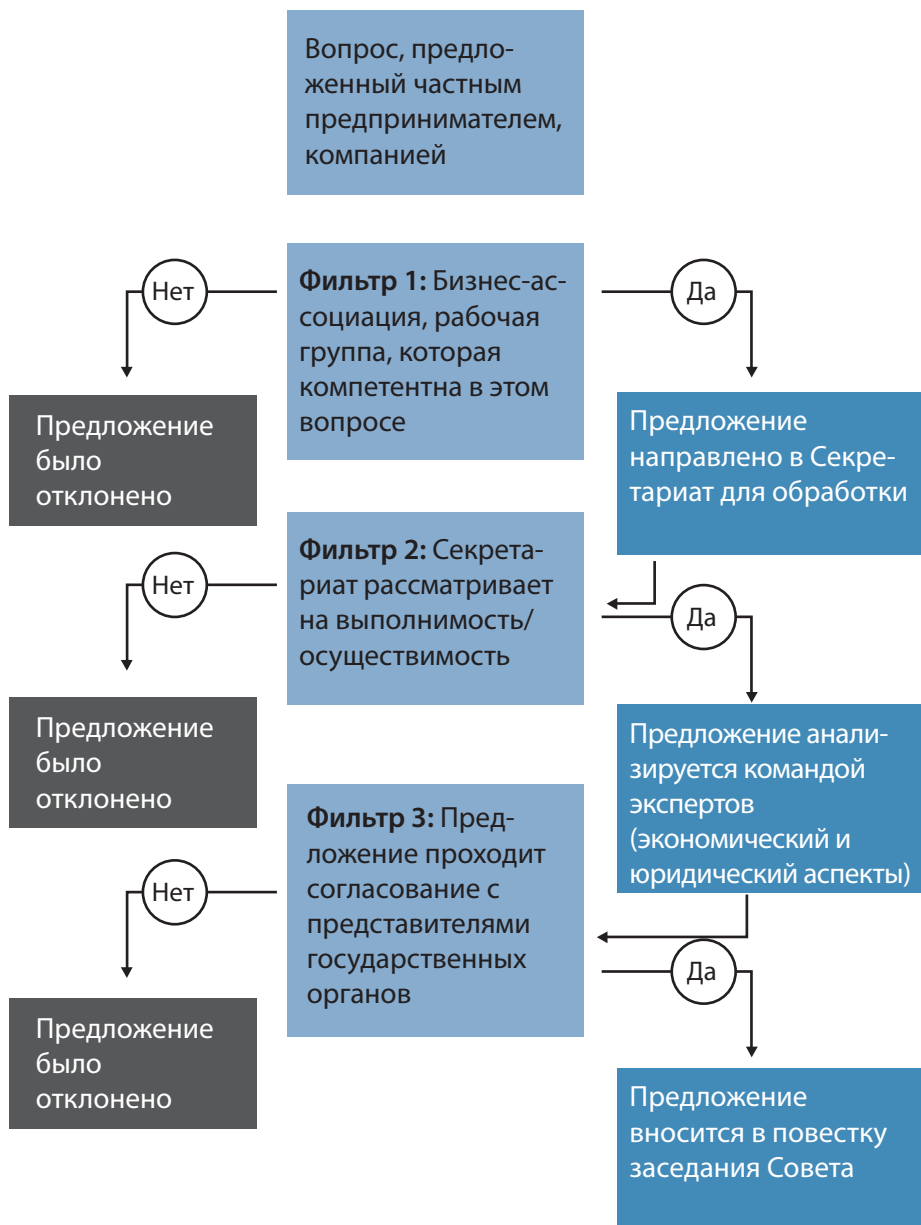 Вопрос, предло-
женный частным
предпринимателем,
компанией
Нет
Фильтр 1: Бизнес-ас-
социация, рабочая
группа, которая
компетентна в этом
вопросе
Да
Предложение
было
отклонено
Предложение
направлено в Секре-
тариат для обработки
Нет
Фильтр 2: Секрета-
риат рассматривает
на выполнимость/
осуществимость
Да
Предложение
было
отклонено
Предложение анали-
зируется командой
экспертов
(экономический и
юридический аспекты)
Нет
Фильтр 3: Пред-
ложение проходит
согласование с
представителями
государственных
органов
Да
Предложение
было
отклонено
Предложение
вносится в повестку
заседания Совета